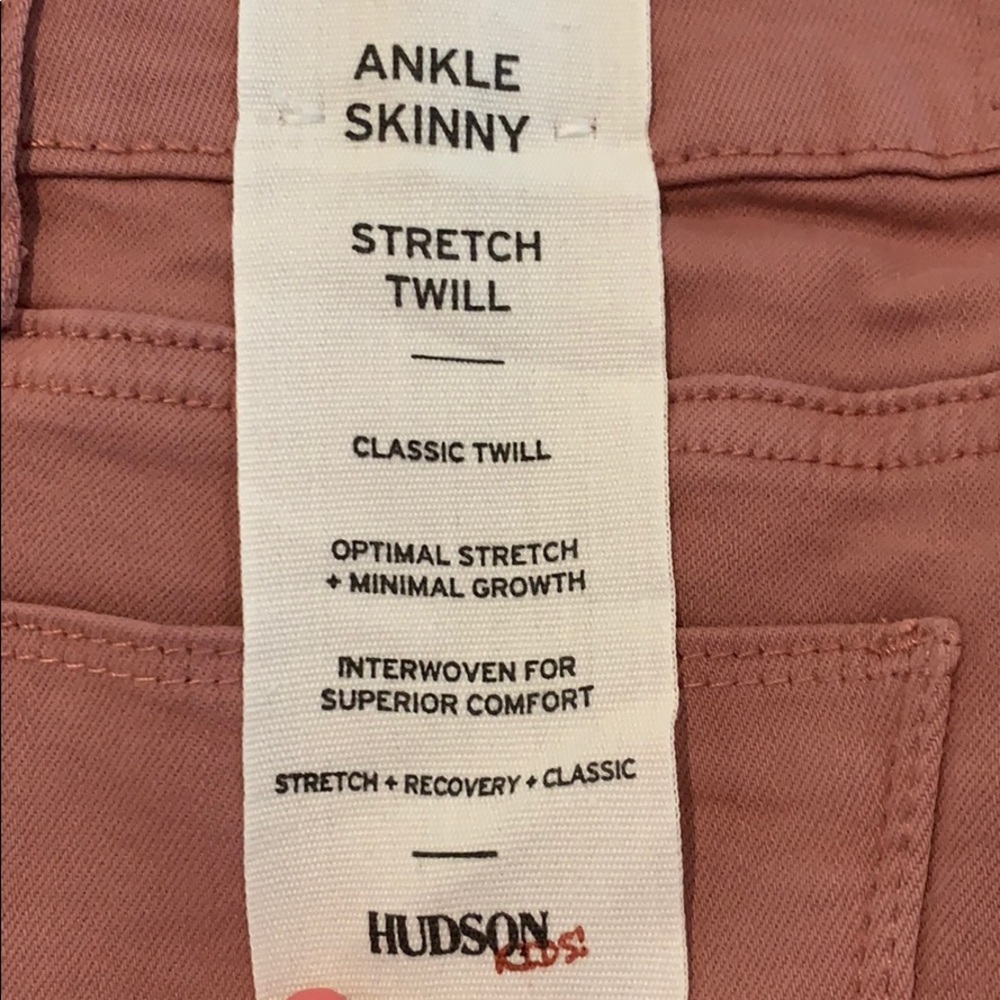 ANKLE
SKINNY
STRETCH
TWILL
CLASSIC TWILL
OPTIMAL STRETCH
+ MINIMAL GROWTH
INTERWOVEN FOR
SUPERIOR COMFORT
STRETCH + RECOVERY + CLASSIC
HUDSON
KIDS!